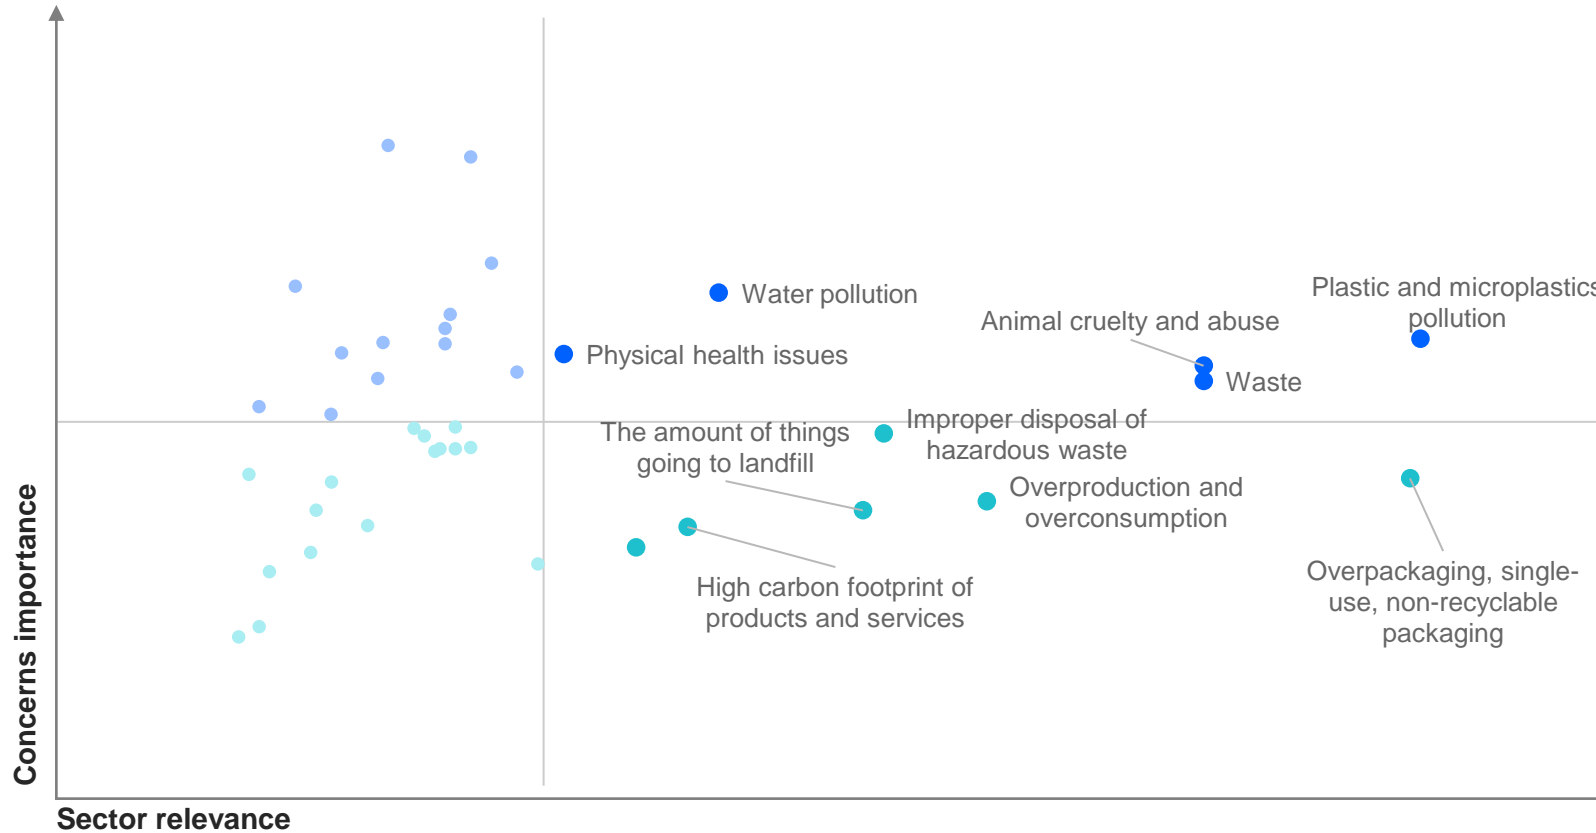 Plastic and microplastics
pollution
Water pollution
Animal cruelty and abuse
Physical health issues
Waste
Improper disposal of
hazardous waste
The amount of things
going to landfill
Overproduction and
overconsumption
High carbon footprint of
products and services
Overpackaging, single-
use, non-recyclable
packaging
Concerns importance
Sector relevance